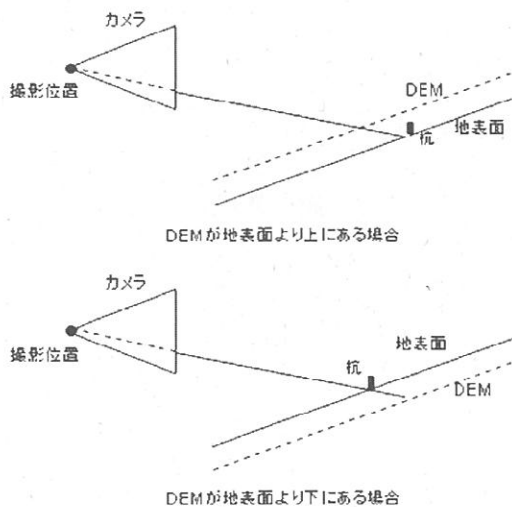 カメラ
撮影位置
DEM
地表面
杭
DEMが地表面より上にある場合
カメラ
撮影位置
地表面
杭
DEM
DEMが地表面より下にある場合